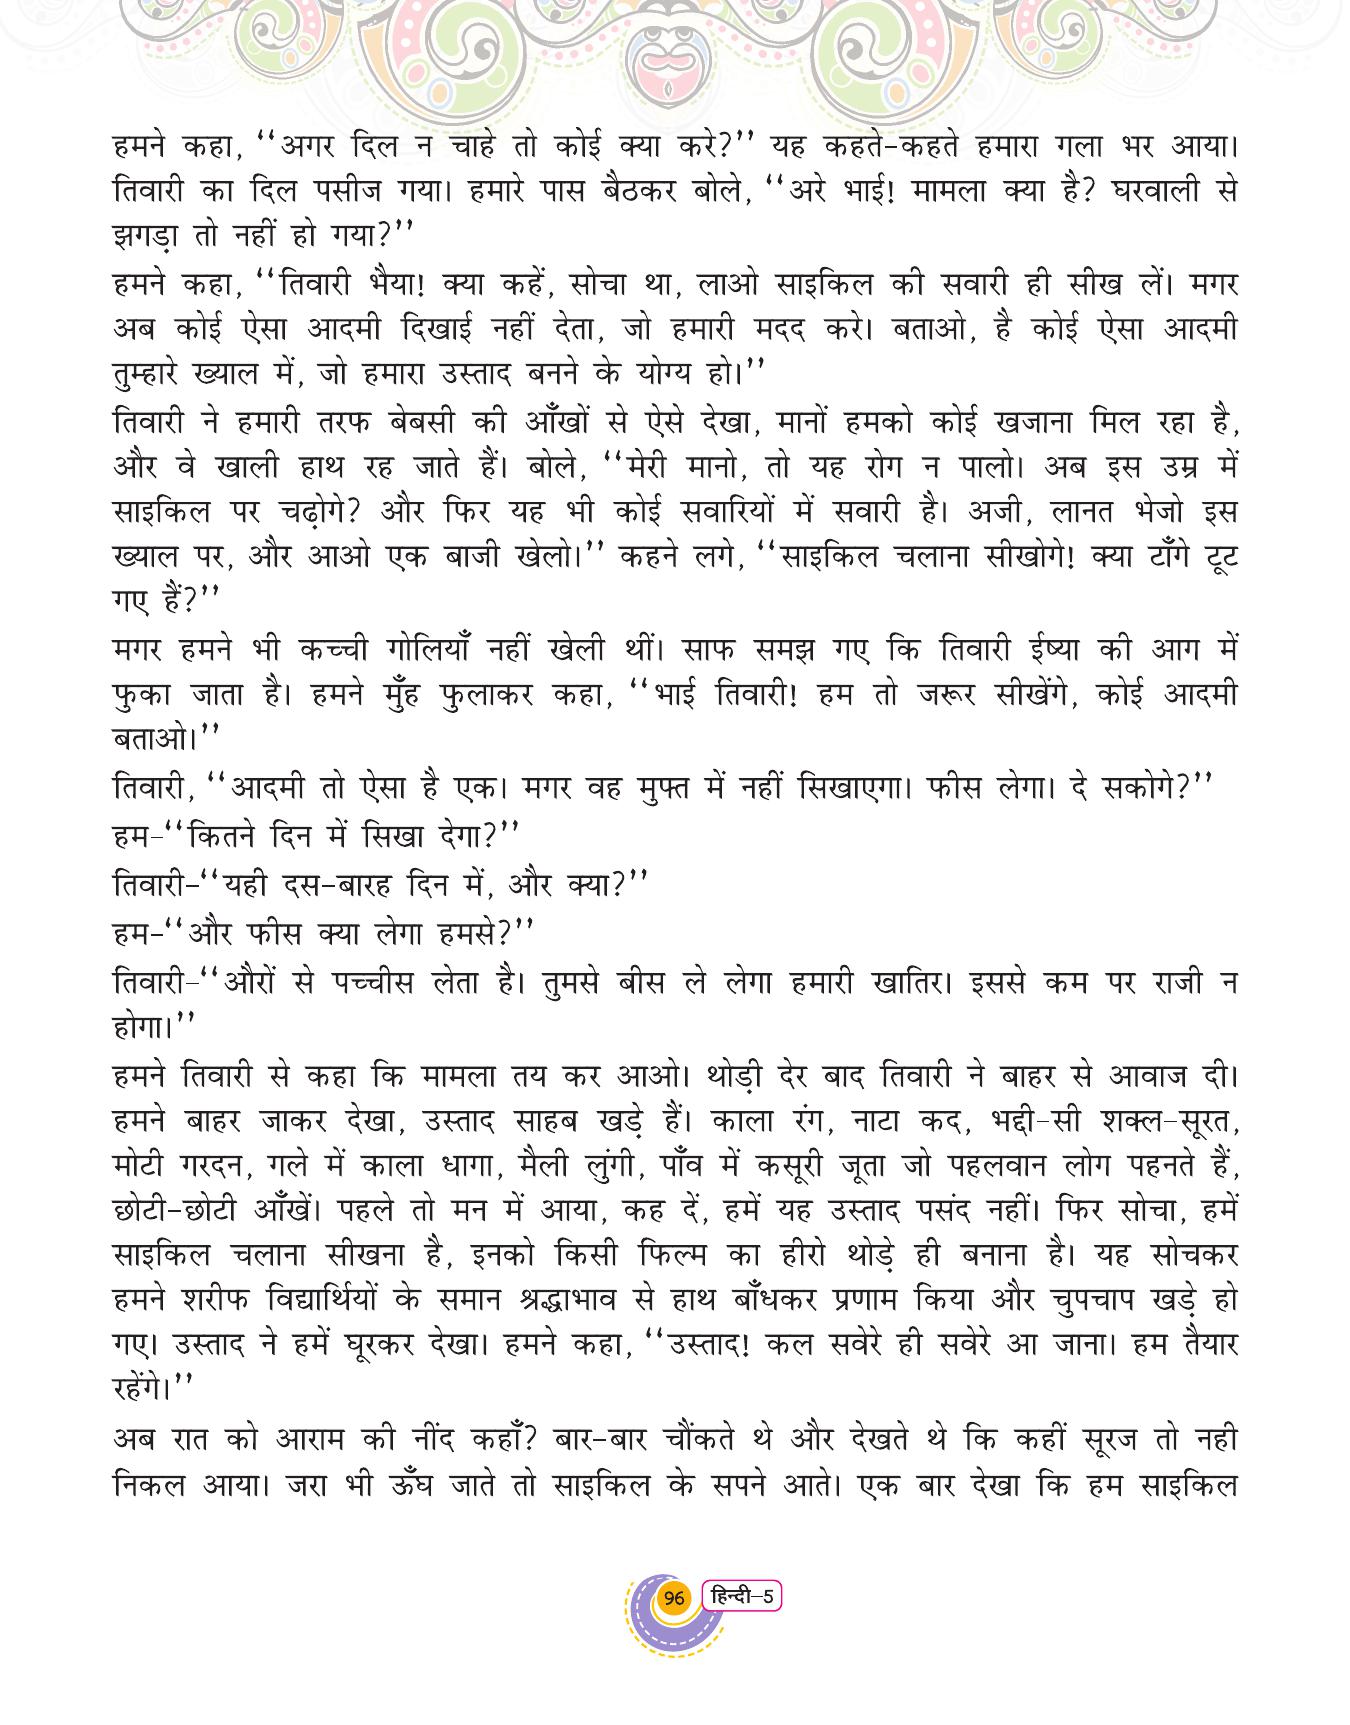 हमने कहा, ‘‘अगर दिल न चाहे तो कोई क्या करे?’’ यह कहते-कहते हमारा गला भर आया।
तिवारी का दिल पसीज गया। हमारे पास बैठकर बोले, ‘‘अरे भाई! मामला क्या है? घरवाली से
झगड़ा तो नहीं हो गया?’’
हमने कहा, ‘‘तिवारी भैया! क्या कहें, सोचा था, लाओ साइकिल की सवारी ही सीख लें। मगर
अब कोई ऐसा आदमी दिखाई नहीं देता, जो हमारी मदद करे। बताओ, है कोई ऐसा आदमी
तुम्हारे ख्याल में, जो हमारा उस्ताद बनने के योग्य हो।’’
तिवारी ने हमारी तरफ बेबसी की आँखों से ऐसे देखा, मानों हमको कोई खजाना मिल रहा है,
और वे खाली हाथ रह जाते हैं। बोले, ‘‘मेरी मानो, तो यह रोग न पालो। अब इस उम्र में
साइकिल पर चढ़ोगे? और फिर यह भी कोई सवारियों में सवारी है। अजी, लानत भेजो इस
ख्याल पर, और आओ एक बाजी खेलो।’’ कहने लगे, ‘‘साइकिल चलाना सीखोगे! क्या टाँगे टूट
गए हैं?’’
मगर हमने भी कच्ची गोलियाँ नहीं खेली थीं। साफ समझ गए कि तिवारी ईष्या की आग में
फुका जाता है। हमने मुँह फुलाकर कहा, ‘‘भाई तिवारी! हम तो जरूर सीखेंगे, कोई आदमी
बताओ।’’
तिवारी, ‘‘आदमी तो ऐसा है एक। मगर वह मुफ्त में नहीं सिखाएगा। फीस लेगा। दे सकोगे?’’
हम-‘‘कितने दिन में सिखा देगा?’’
तिवारी-‘‘यही दस-बारह दिन में, और क्या?’’
हम-‘‘और फीस क्या लेगा हमसे?’’
तिवारी-‘‘औरों से पच्चीस लेता है। तुमसे बीस ले लेगा हमारी खातिर। इससे कम पर राजी न
होगा।’’
हमने तिवारी से कहा कि मामला तय कर आओ। थोड़ी देर बाद तिवारी ने बाहर से आवाज दी।
हमने बाहर जाकर देखा, उस्ताद साहब खड़े हैं। काला रंग, नाटा कद, भद्दी-सी शक्ल-सूरत,
मोटी गरदन, गले में काला धागा, मैली लुंगी, पाँव में कसूरी जूता जो पहलवान लोग पहनते हैं,
छोटी-छोटी आँखें। पहले तो मन में आया, कह दें, हमें यह उस्ताद पसंद नहीं। फिर सोचा, हमें
साइकिल चलाना सीखना है, इनको किसी फिल्म का हीरो थोड़े ही बनाना है। यह सोचकर
हमने शरीफ विद्यार्थियों के समान श्रद्धाभाव से हाथ बाँधकर प्रणाम किया और चुपचाप खड़े हो
गए। उस्ताद ने हमें घूरकर देखा। हमने कहा, ‘‘उस्ताद! कल सवेरे ही सवेरे आ जाना। हम तैयार
रहेंगे।’’
अब रात को आराम की नींद कहाँ? बार-बार चौंकते थे और देखते थे कि कहीं सूरज तो नही
निकल आया। जरा भी ऊँघ जाते तो साइकिल के सपने आते। एक बार देखा कि हम साइकिल
96 हिन्दी-5